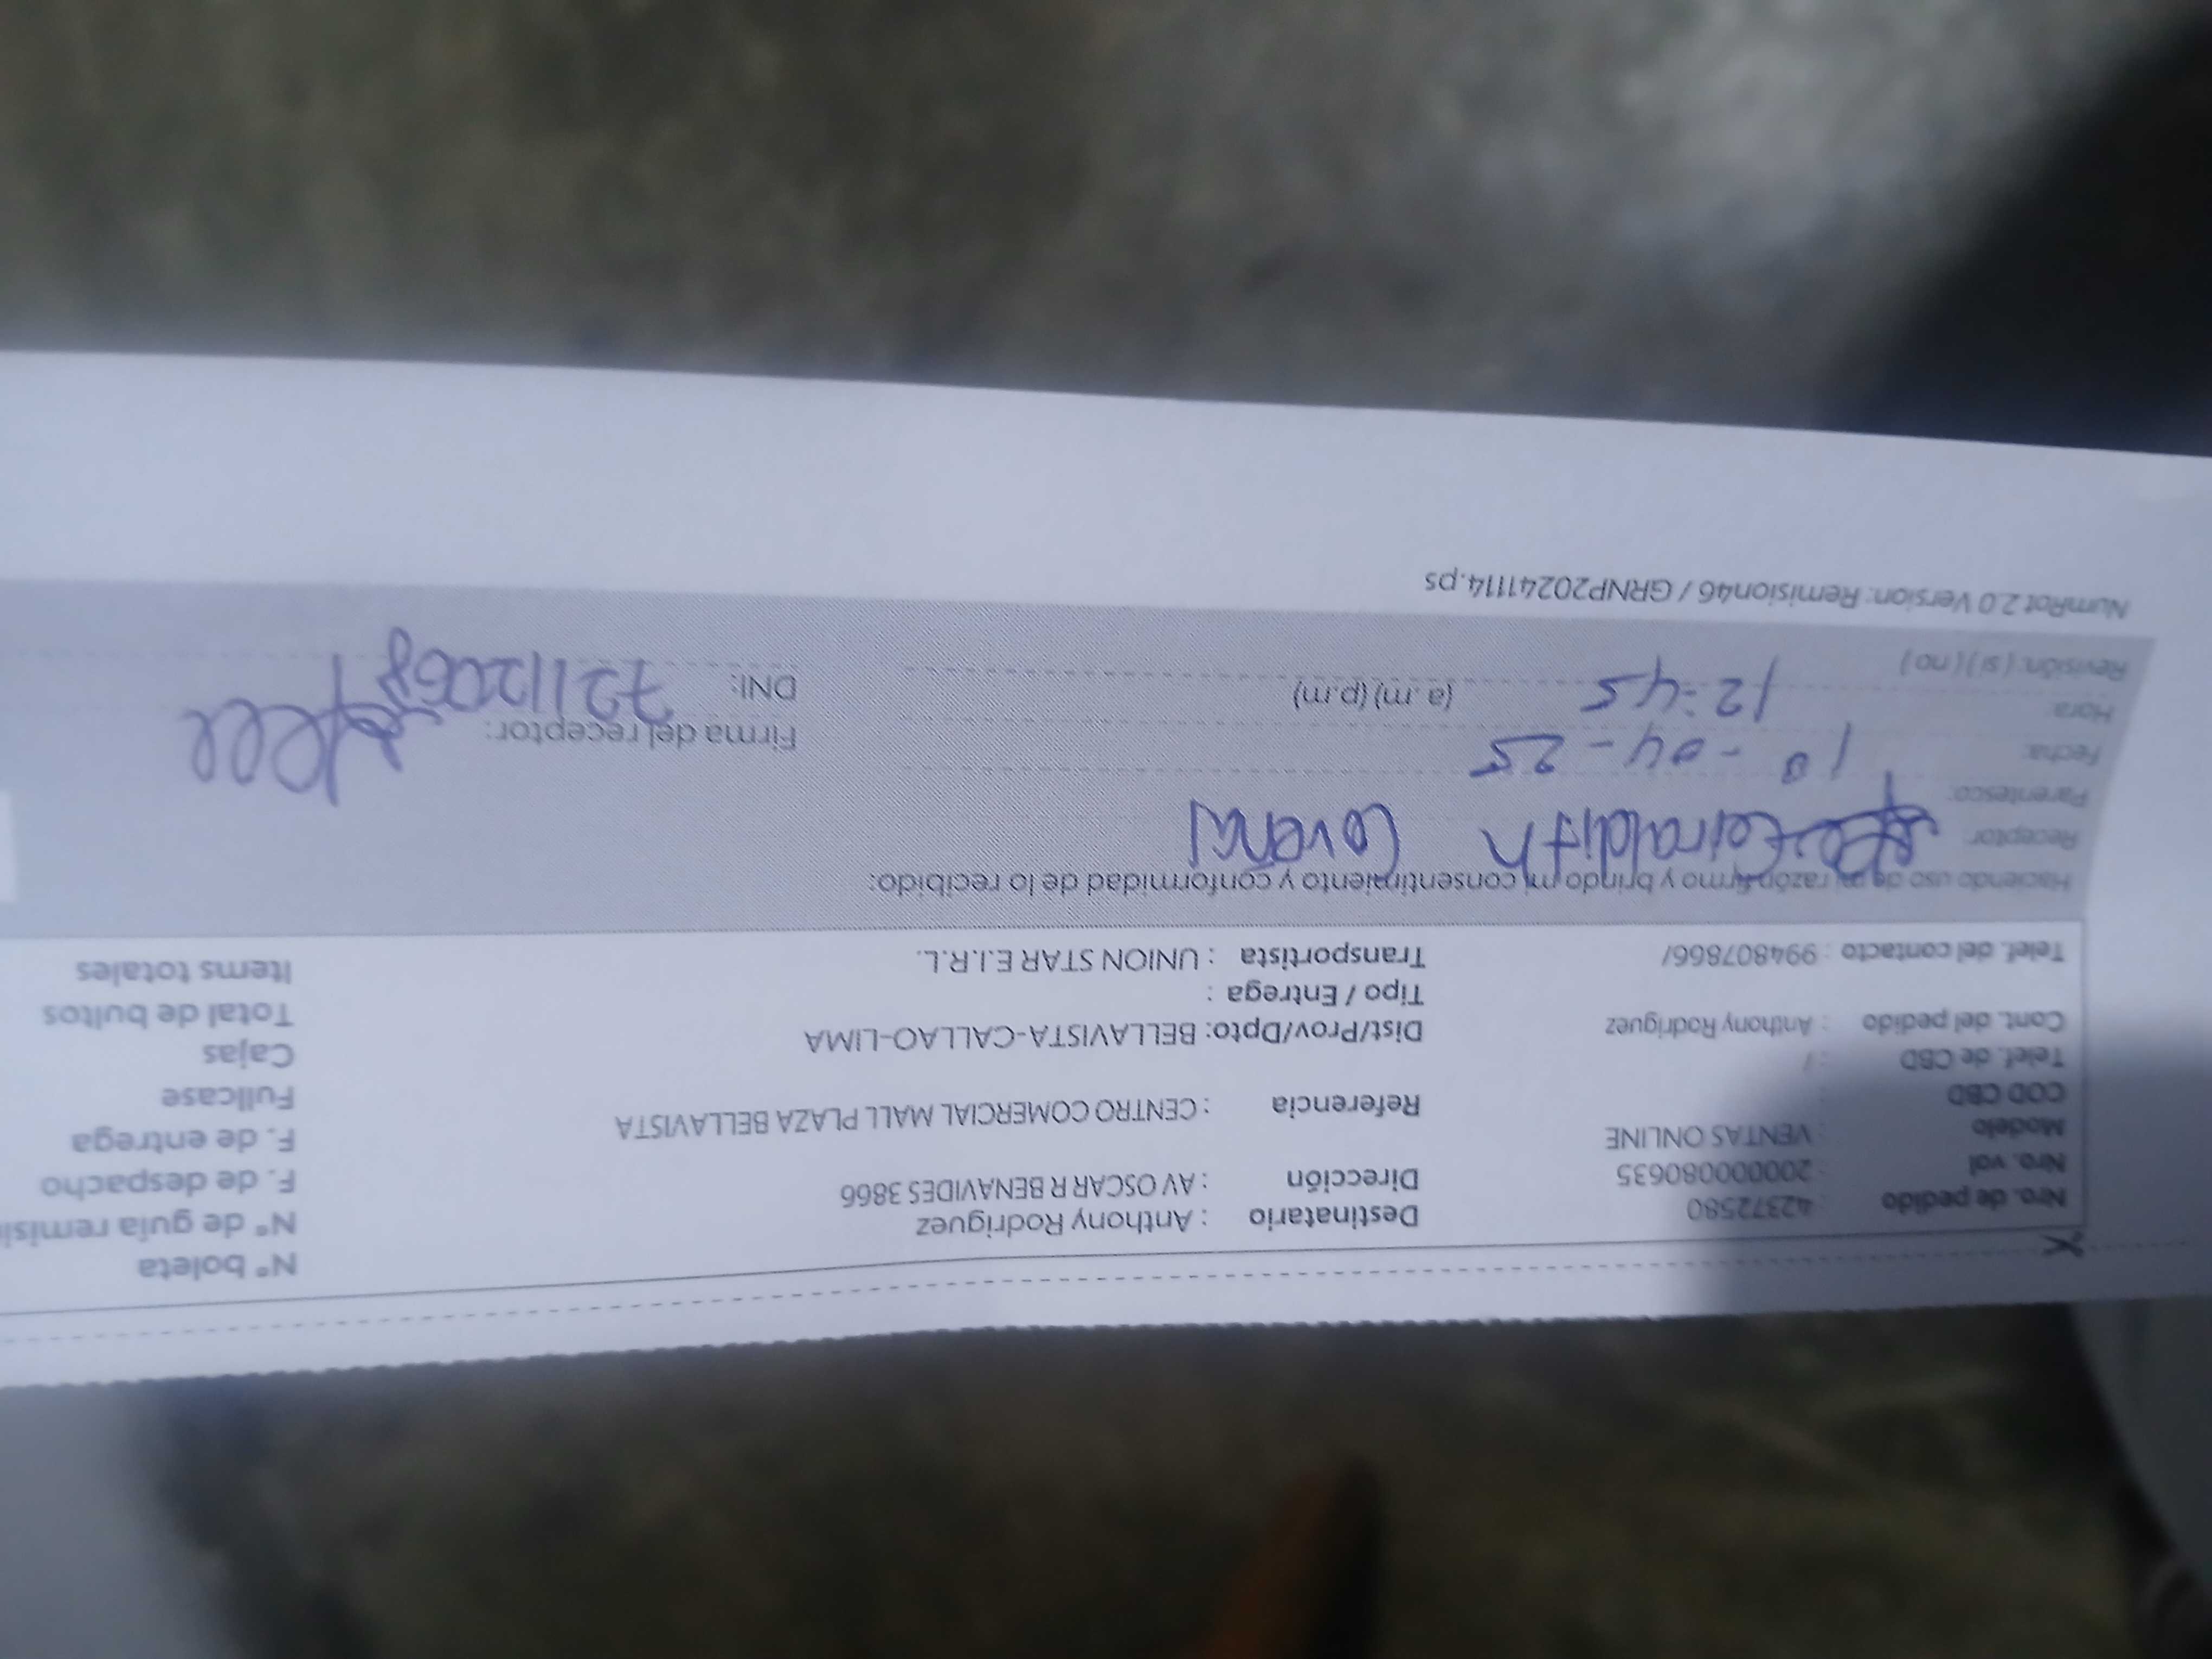 Nro. de pedido : 42372580
Nro. vol : 2000080635
Modelo : VENTAS ONLINE
COD CBD
Telef. de CBD : /
Cont. del pedido : Anthony Rodriguez
Telef. del contacto : 994807866/
Destinatario : Anthony Rodriguez
Dirección : AV OSCAR R BENAVIDES 3866
Referencia : CENTRO COMERCIAL MALL PLAZA BELLAVISTA
Dist/Prov/Dpto: BELLAVISTA-CALLAO-LIMA
Tipo / Entrega :
Transportista : UNION STAR E.I.R.L.
N° boleta
N° de guía remisi
F. de despacho
F. de entrega
Fullcase
Cajas
Total de bultos
Items totales
Haciendo uso de mi razón firmo y brindo mi consentimiento y conformidad de lo recibido:
Receptor:
Parentesco:
Fecha: 10 - 04 - 25
Hora: 12:45 (a. m) (p.m)
Revisión: ( si ) ( no )
Firma del receptor:
DNI: 72112068
NumRot 2.0 Version: Remision46 / GRNP20241114.ps